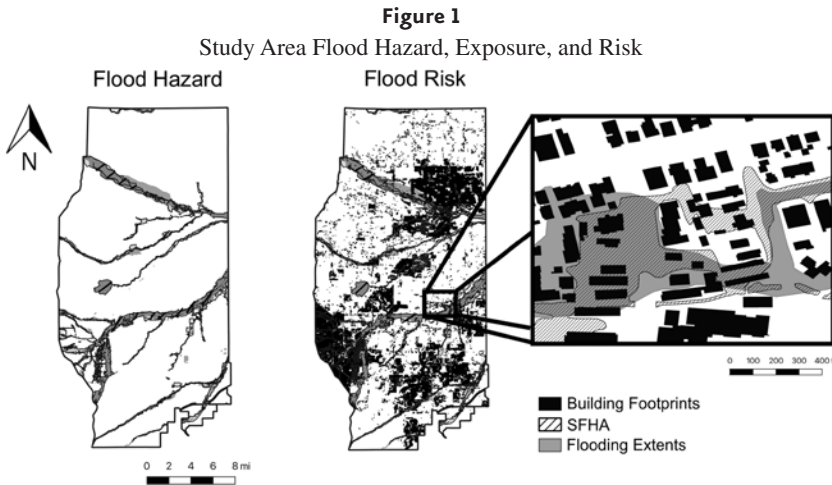 Figure 1
Study Area Flood Hazard, Exposure, and Risk
Flood Hazard
Flood Risk
N
0 100 200 300 400
Building Footprints
SFHA
Flooding Extents
0 2 4 6 8 mi